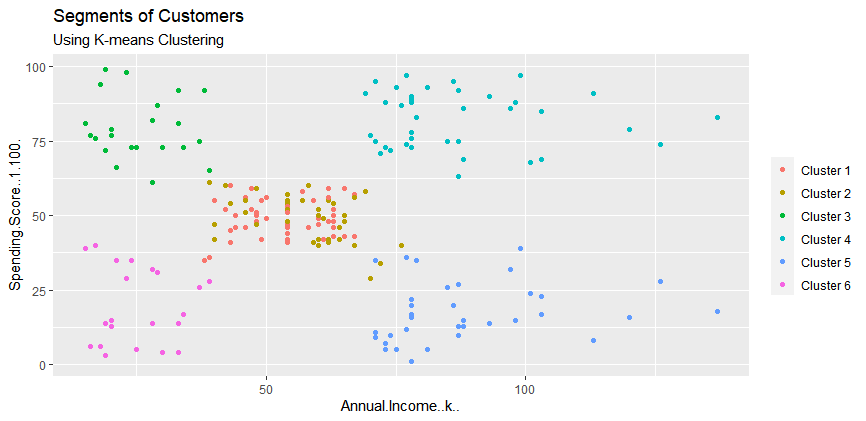 Segments of Customers
Using K-means Clustering
Spending.Score..1.100.
100
75
50
25
0
50
100
Annual.Income..k..
Cluster 1
Cluster 2
Cluster 3
Cluster 4
Cluster 5
Cluster 6